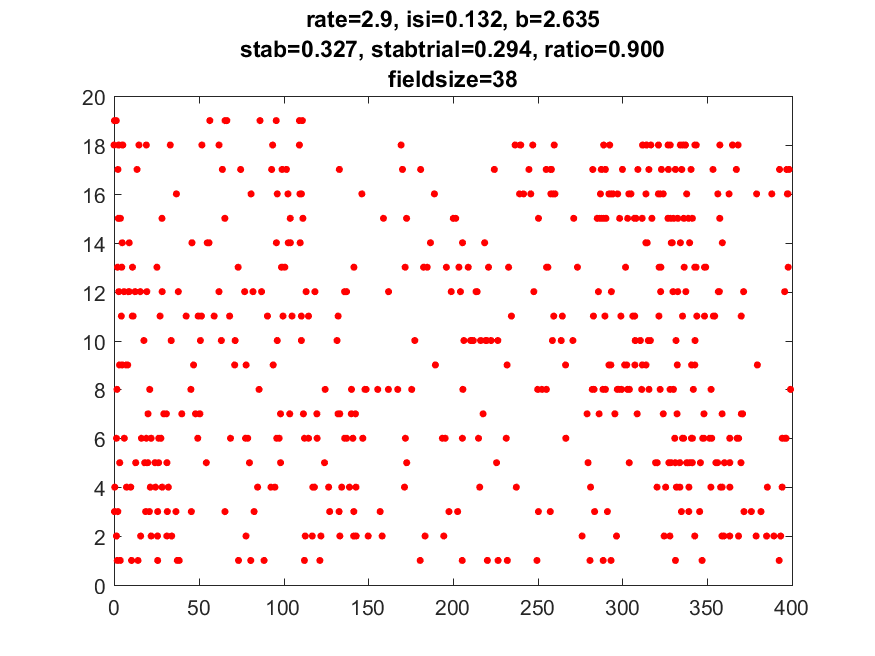 rate=2.9, isi=0.132, b=2.635
stab=0.327, stabtrial=0.294, ratio=0.900
fieldsize=38
20
18
16
14
12
10
8
6
4
2
0
0 50 100 150 200 250 300 350 400